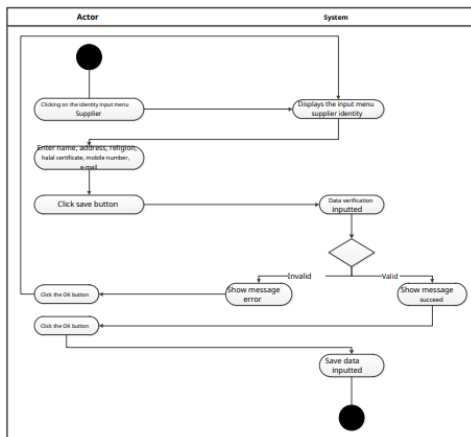 Actor
System
Clicking on the identity input menu
Supplier
Displays the input menu
supplier identity
Enter name, address, religion,
halal certificate, mobile number,
e-mail
Click save button
Data verification
inputted
Invalid
Valid
Show message
error
Show message
succeed
Click the OK button
Click the OK button
Save data
inputted